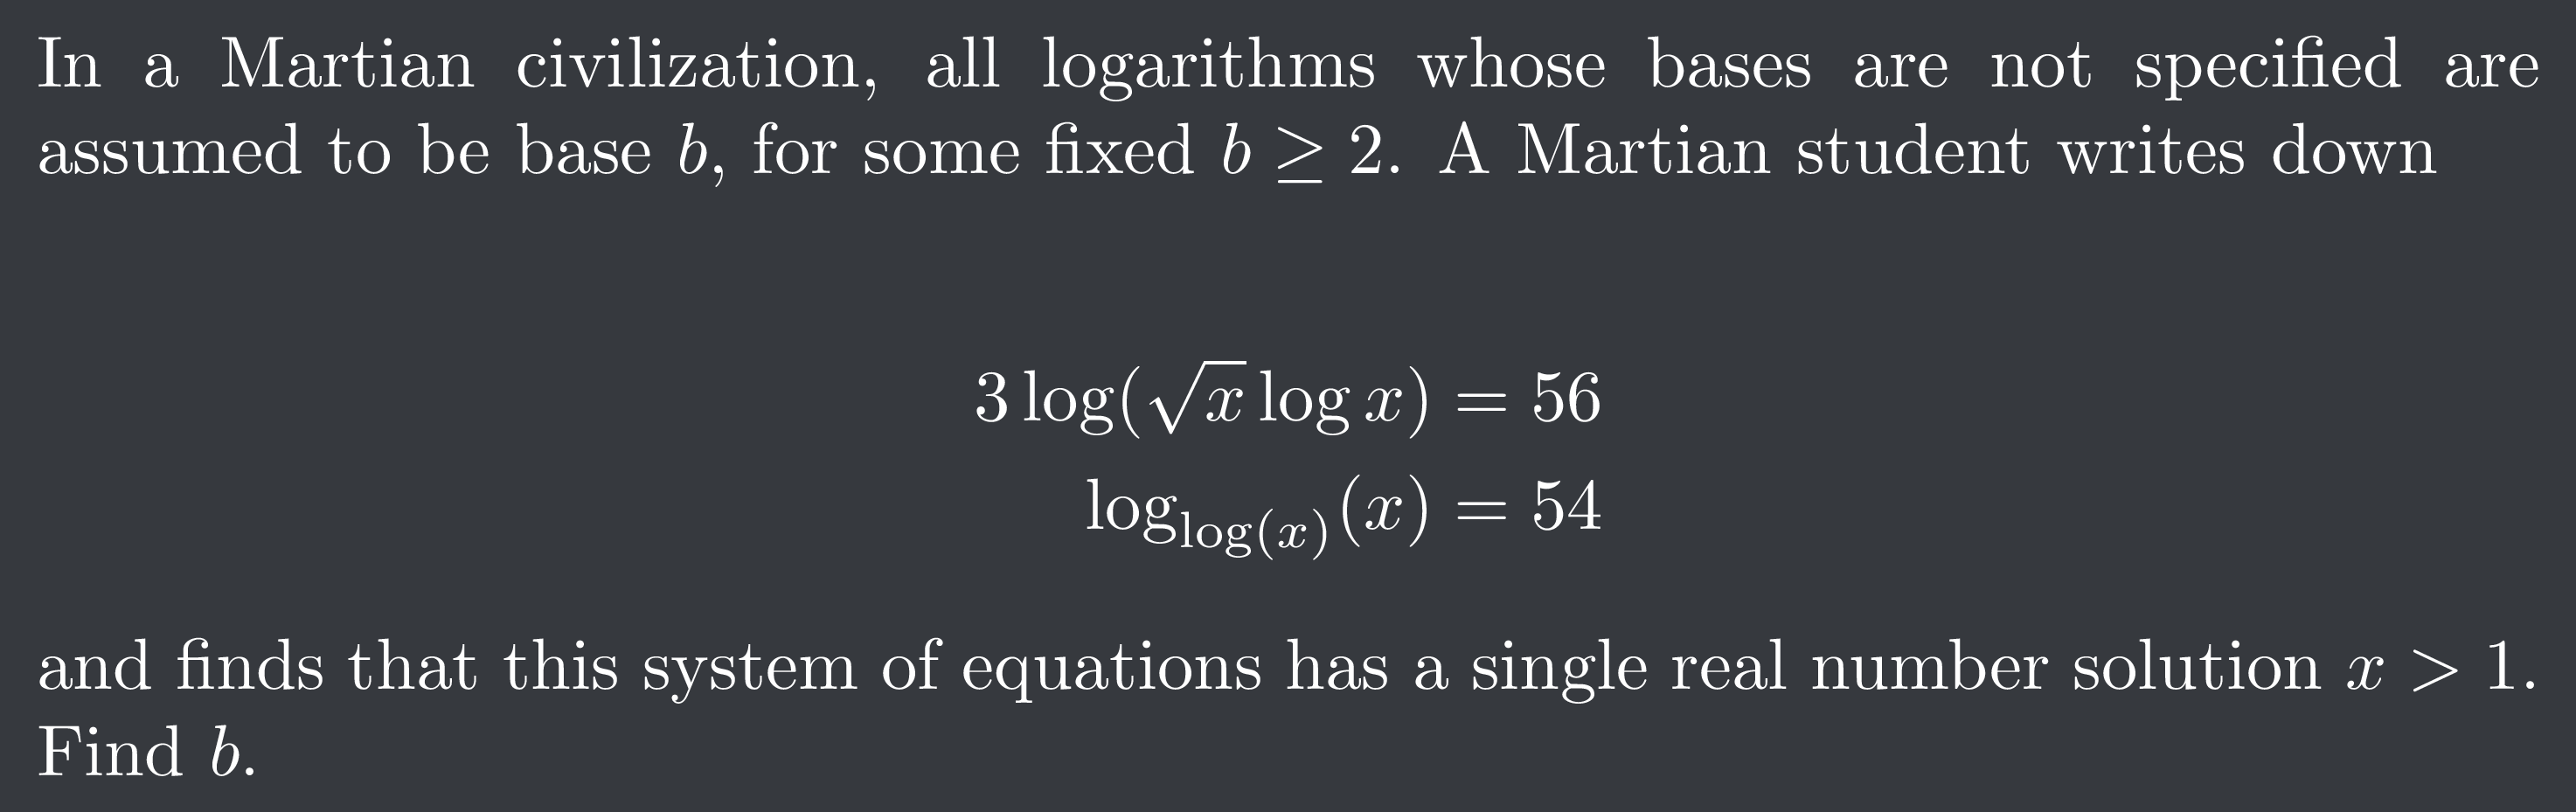 In a Martian civilization, all logarithms whose bases are not specified are
assumed to be base b, for some fixed b ≥ 2. A Martian student writes down
3 log(√x log x) = 56
log_{log(x)}(x) = 54
and finds that this system of equations has a single real number solution x > 1.
Find b.